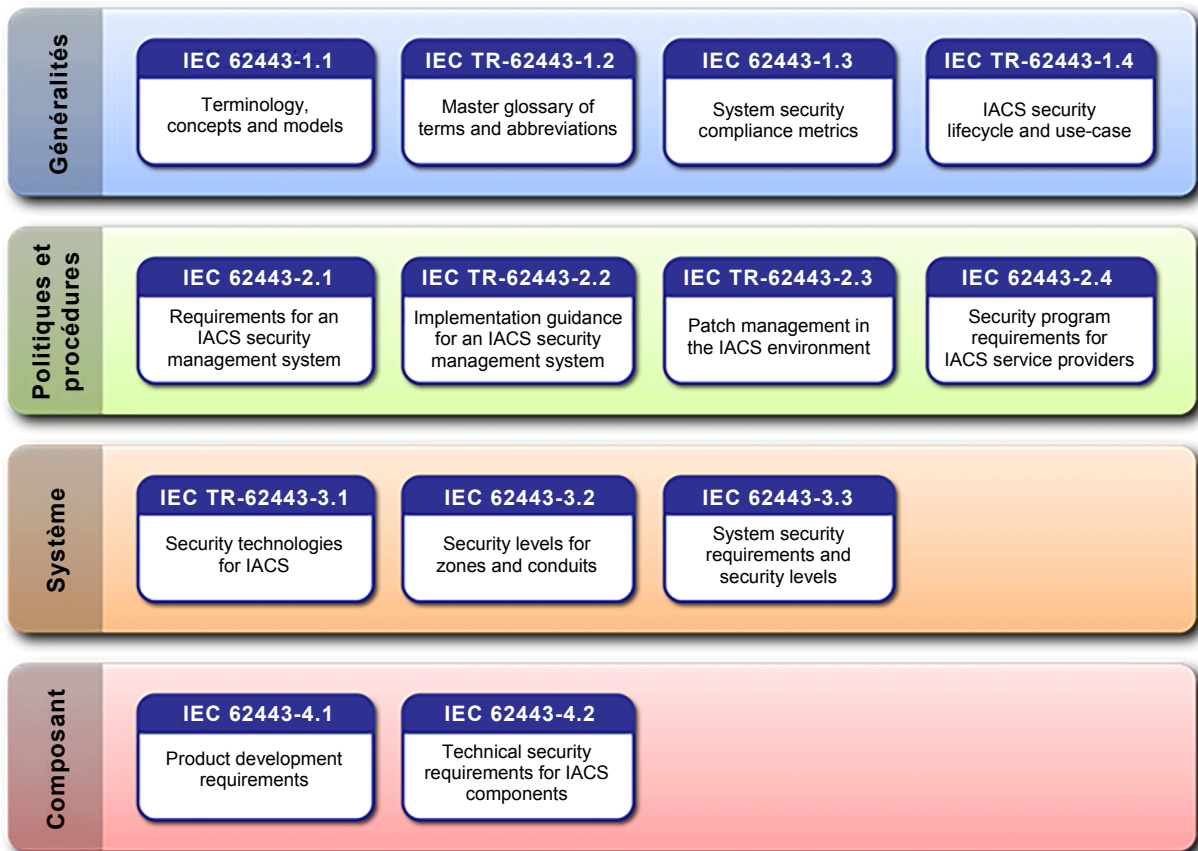 Généralités
IEC 62443-1.1
Terminology,
concepts and models
IEC TR-62443-1.2
Master glossary of
terms and abbreviations
IEC 62443-1.3
System security
compliance metrics
IEC TR-62443-1.4
IACS security
lifecycle and use-case
Politiques et
procédures
IEC 62443-2.1
Requirements for an
IACS security
management system
IEC TR-62443-2.2
Implementation guidance
for an IACS security
management system
IEC TR-62443-2.3
Patch management in
the IACS environment
IEC 62443-2.4
Security program
requirements for
IACS service providers
Système
IEC TR-62443-3.1
Security technologies
for IACS
IEC 62443-3.2
Security levels for
zones and conduits
IEC 62443-3.3
System security
requirements and
security levels
Composant
IEC 62443-4.1
Product development
requirements
IEC 62443-4.2
Technical security
requirements for IACS
components